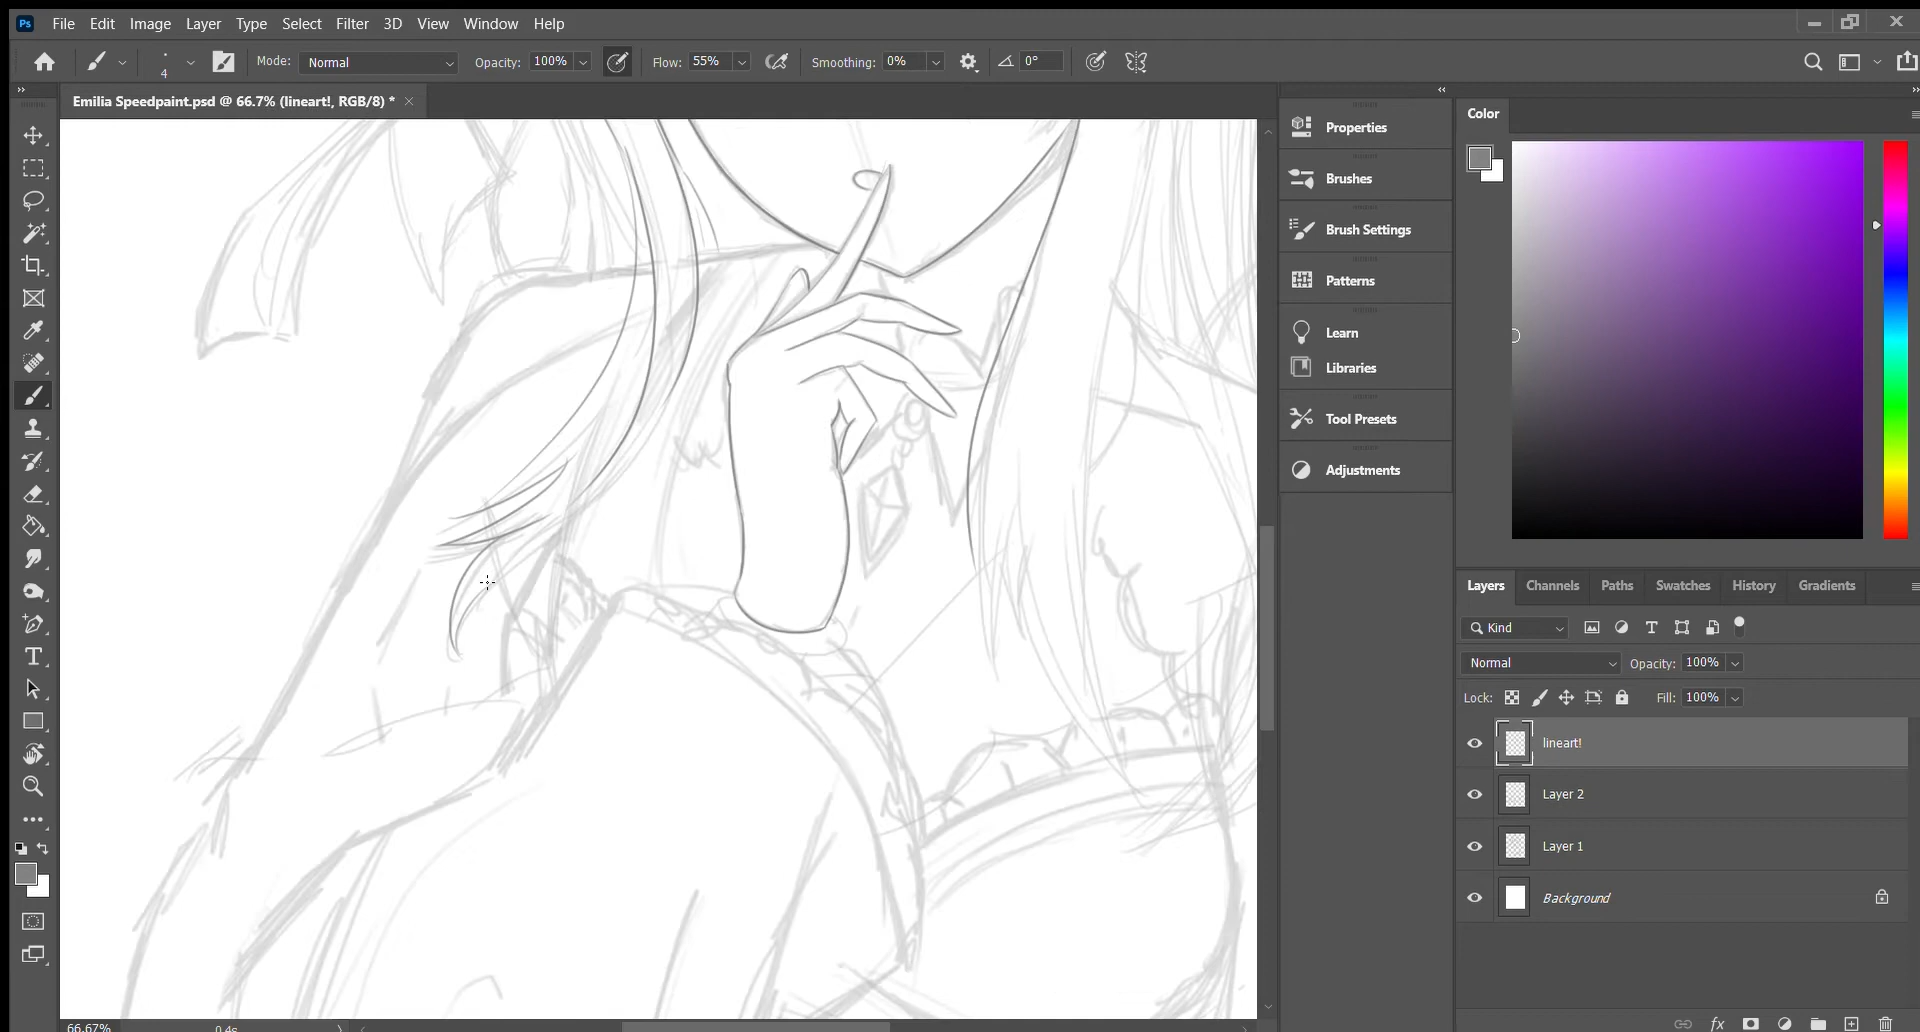 Ps File Edit Image Layer Type Select Filter 3D View Window Help
4 Mode: Normal Opacity: 100% Flow: 55% Smoothing: 0% 0°
Emilia Speedpaint.psd @ 66.7% (lineart!, RGB/8) *
Properties
Brushes
Brush Settings
Patterns
Learn
Libraries
Tool Presets
Adjustments
Color
Layers Channels Paths Swatches History Gradients
Kind
Normal Opacity: 100%
Lock: Fill: 100%
lineart!
Layer 2
Layer 1
Background
fx
66.67% 0.4s